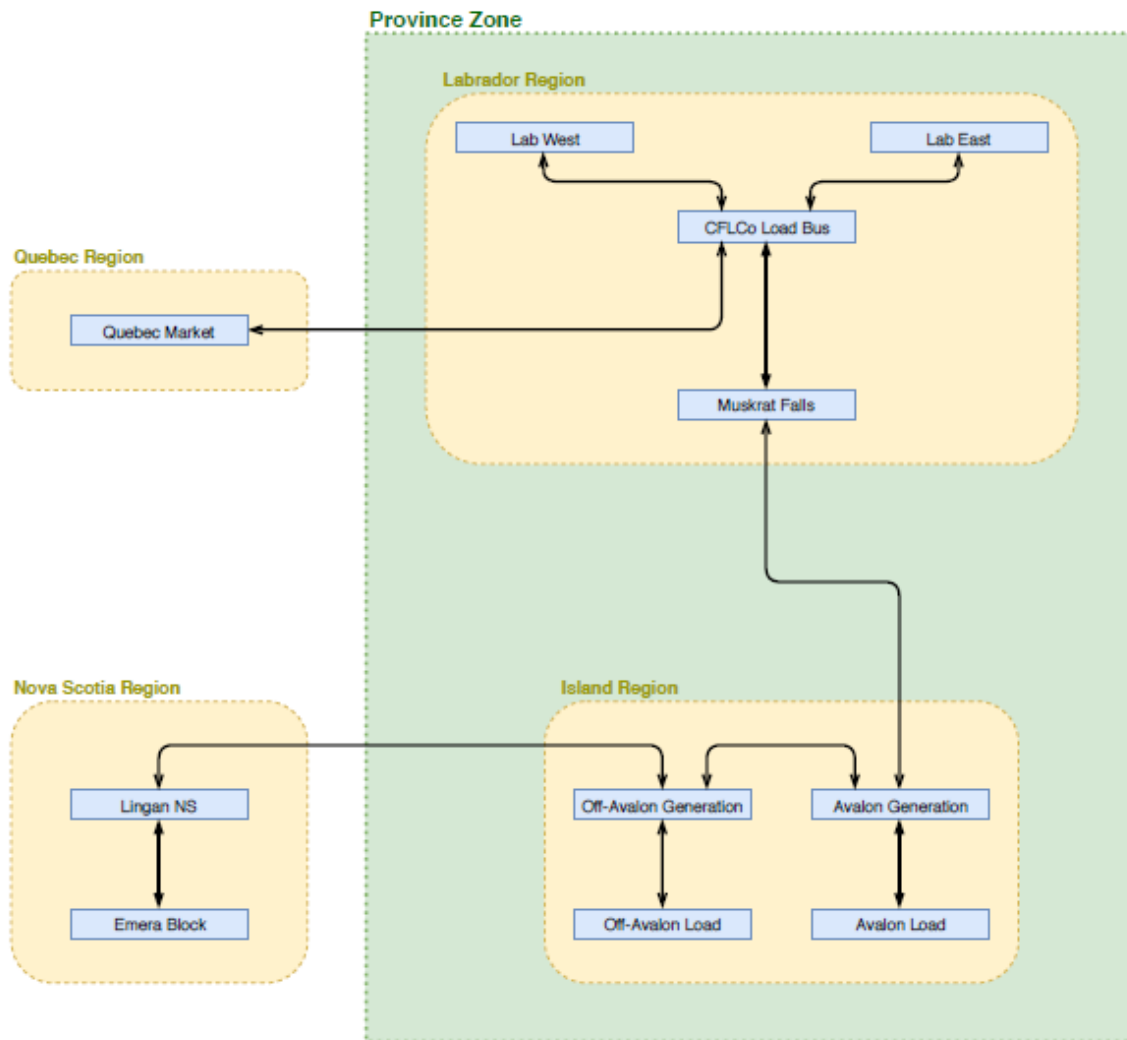 Province Zone
Labrador Region
Lab West
Lab East
CFLCo Load Bus
Quebec Region
Quebec Market
Muskrat Falls
Nova Scotia Region
Island Region
Lingan NS
Off-Avalon Generation
Avalon Generation
Emera Block
Off-Avalon Load
Avalon Load